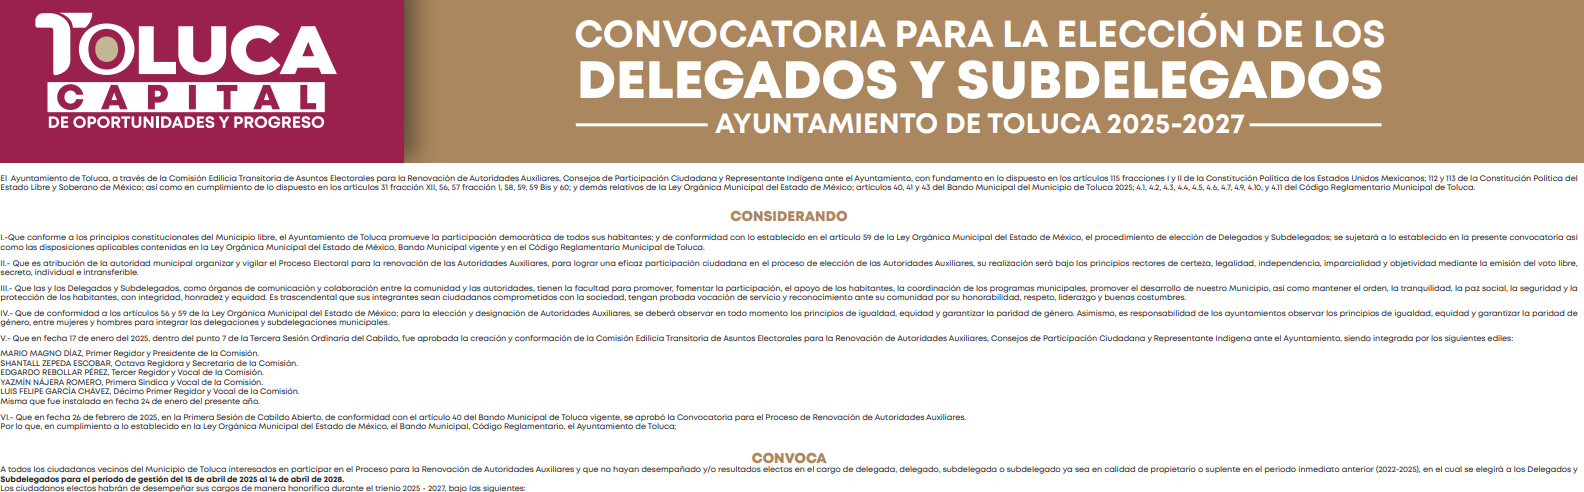 TOLUCA
CAPITAL
DE OPORTUNIDADES Y PROGRESO
CONVOCATORIA PARA LA ELECCIÓN DE LOS
DELEGADOS Y SUBDELEGADOS
AYUNTAMIENTO DE TOLUCA 2025-2027
El Ayuntamiento de Toluca, a través de la Comisión Edilicia Transitoria de Asuntos Electorales para la Renovación de Autoridades Auxiliares, Consejos de Participación Ciudadana y Representante Indígena ante el Ayuntamiento, con fundamento en lo dispuesto en los artículos 115 fracciones I y II de la Constitución Política de los Estados Unidos Mexicanos; 112 y 113 de la Constitución Política del
Estado Libre y Soberano de México; así como en cumplimiento de lo dispuesto en los artículos 31 fracción XII, 56, 57 fracción 1, 58, 59, 59 Bis y 60; y demás relativos de la Ley Orgánica Municipal del Estado de México; artículos 40, 41 y 43 del Bando Municipal del Municipio de Toluca 2025; 4.1, 4.2, 4.3, 4.4, 4.5, 4.6, 4.7, 4.9, 4.10, y 4.11 del Código Reglamentario Municipal de Toluca.
CONSIDERANDO
I.-Que conforme a los principios constitucionales del Municipio libre, el Ayuntamiento de Toluca promueve la participación democrática de todos sus habitantes; y de conformidad con lo establecido en el artículo 59 de la Ley Orgánica Municipal del Estado de México, el procedimiento de elección de Delegados y Subdelegados; se sujetará a lo establecido en la presente convocatoria así
como las disposiciones aplicables contenidas en la Ley Orgánica Municipal del Estado de México, Bando Municipal vigente y en el Código Reglamentario Municipal de Toluca.
II.- Que es atribución de la autoridad municipal organizar y vigilar el Proceso Electoral para la renovación de las Autoridades Auxiliares, para lograr una eficaz participación ciudadana en el proceso de elección de las Autoridades Auxiliares, su realización será bajo los principios rectores de certeza, legalidad, independencia, imparcialidad y objetividad mediante la emisión del voto libre,
secreto, individual e intransferible.
III.- Que las y los Delegados y Subdelegados, como órganos de comunicación y colaboración entre la comunidad y las autoridades, tienen la facultad para promover, fomentar la participación, el apoyo de los habitantes, la coordinación de los programas municipales, promover el desarrollo de nuestro Municipio, así como mantener el orden, la tranquilidad, la paz social, la seguridad y la
protección de los habitantes, con integridad, honradez y equidad. Es trascendental que sus integrantes sean ciudadanos comprometidos con la sociedad, tengan probada vocación de servicio y reconocimiento ante su comunidad por su honorabilidad, respeto, liderazgo y buenas costumbres.
IV.- Que de conformidad a los artículos 56 y 59 de la Ley Orgánica Municipal del Estado de México; para la elección y designación de Autoridades Auxiliares, se deberá observar en todo momento los principios de igualdad, equidad y garantizar la paridad de género. Asimismo, es responsabilidad de los ayuntamientos observar los principios de igualdad, equidad y garantizar la paridad de
género, entre mujeres y hombres para integrar las delegaciones y subdelegaciones municipales.
V.- Que en fecha 17 de enero del 2025, dentro del punto 7 de la Tercera Sesión Ordinaria del Cabildo, fue aprobada la creación y conformación de la Comisión Edilicia Transitoria de Asuntos Electorales para la Renovación de Autoridades Auxiliares, Consejos de Participación Ciudadana y Representante Indígena ante el Ayuntamiento, siendo integrada por los siguientes ediles:
MARIO MAGNO DÍAZ, Primer Regidor y Presidente de la Comisión.
SHANTALL ZEPEDA ESCOBAR, Octava Regidora y Secretaria de la Comisión.
EDGARDO REBOLLAR PÉREZ, Tercer Regidor y Vocal de la Comisión.
YAZMÍN NÁJERA ROMERO, Primera Síndica y Vocal de la Comisión.
LUIS FELIPE GARCÍA CHÁVEZ, Décimo Primer Regidor y Vocal de la Comisión.
Misma que fue instalada en fecha 24 de enero del presente año.
VI.- Que en fecha 26 de febrero de 2025, en la Primera Sesión de Cabildo Abierto, de conformidad con el artículo 40 del Bando Municipal de Toluca vigente, se aprobó la Convocatoria para el Proceso de Renovación de Autoridades Auxiliares.
Por lo que, en cumplimiento a lo establecido en la Ley Orgánica Municipal del Estado de México, el Bando Municipal, Código Reglamentario, el Ayuntamiento de Toluca;
CONVOCA
A todos los ciudadanos vecinos del Municipio de Toluca interesados en participar en el Proceso para la Renovación de Autoridades Auxiliares y que no hayan desempeñado y/o resultados electos en el cargo de delegada, delegado, subdelegada o subdelegado ya sea en calidad de propietario o suplente en el periodo inmediato anterior (2022-2025), en el cual se elegirá a los Delegados y
Subdelegados para el periodo de gestión del 15 de abril de 2025 al 14 de abril de 2028.
Los ciudadanos electos habrán de desempeñar sus cargos de manera honorífica durante el trienio 2025 - 2027, bajo las siguientes: